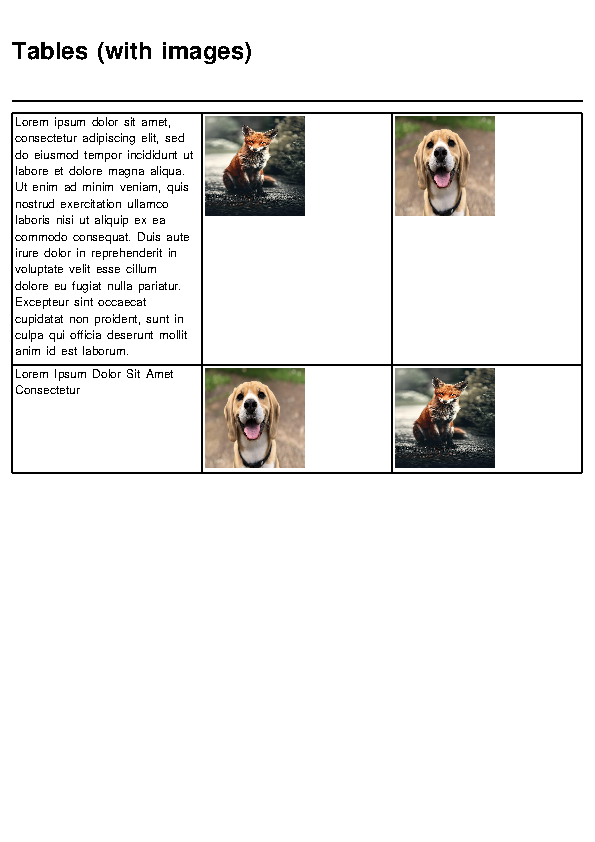 Tables (with images)
Lorem ipsum dolor sit amet,
consectetur adipiscing elit, sed
do eiusmod tempor incididunt ut
labore et dolore magna aliqua.
Ut enim ad minim veniam, quis
nostrud exercitation ullamco
laboris nisi ut aliquip ex ea
commodo consequat. Duis aute
irure dolor in reprehenderit in
voluptate velit esse cillum
dolore eu fugiat nulla pariatur.
Excepteur sint occaecat
cupidatat non proident, sunt in
culpa qui officia deserunt mollit
anim id est laborum.
Lorem Ipsum Dolor Sit Amet
Consectetur